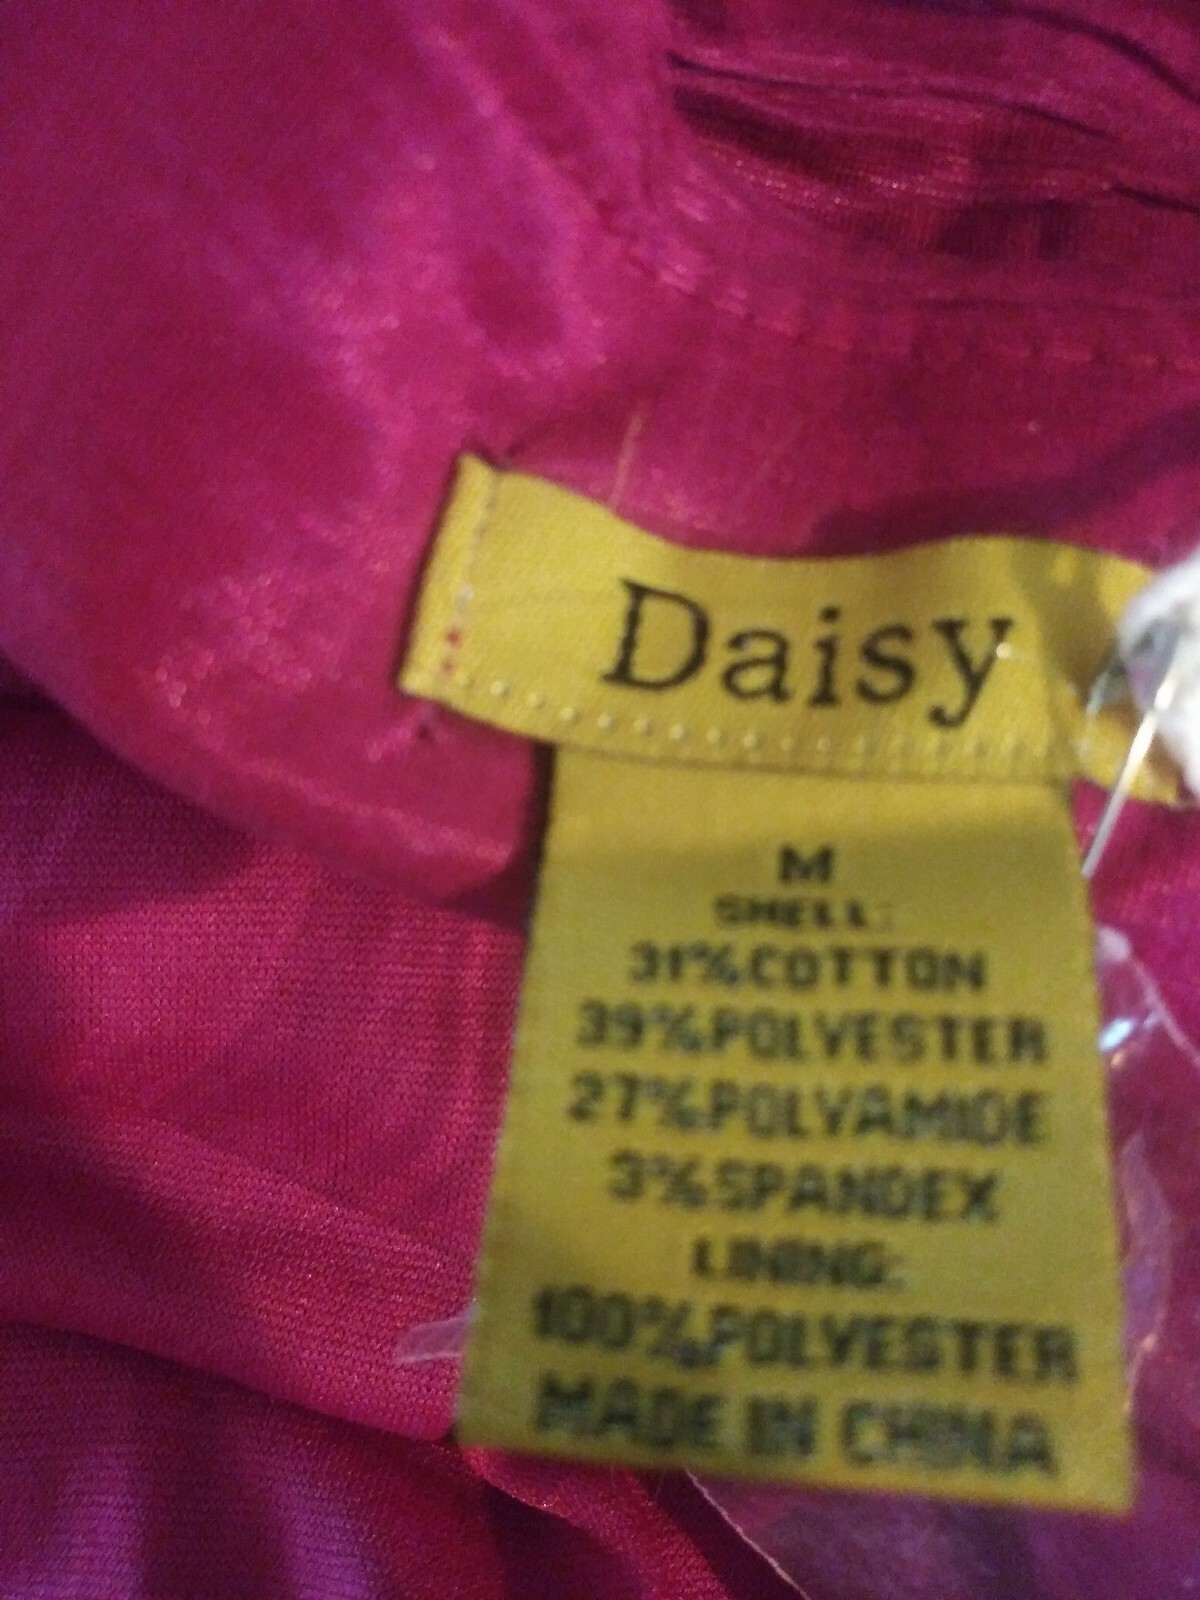 Daisy
M
SHELL:
31%COTTON
39%POLYESTER
27%POLYAMIDE
3%SPANDEX
LINING:
100%POLYESTER
MADE IN CHINA